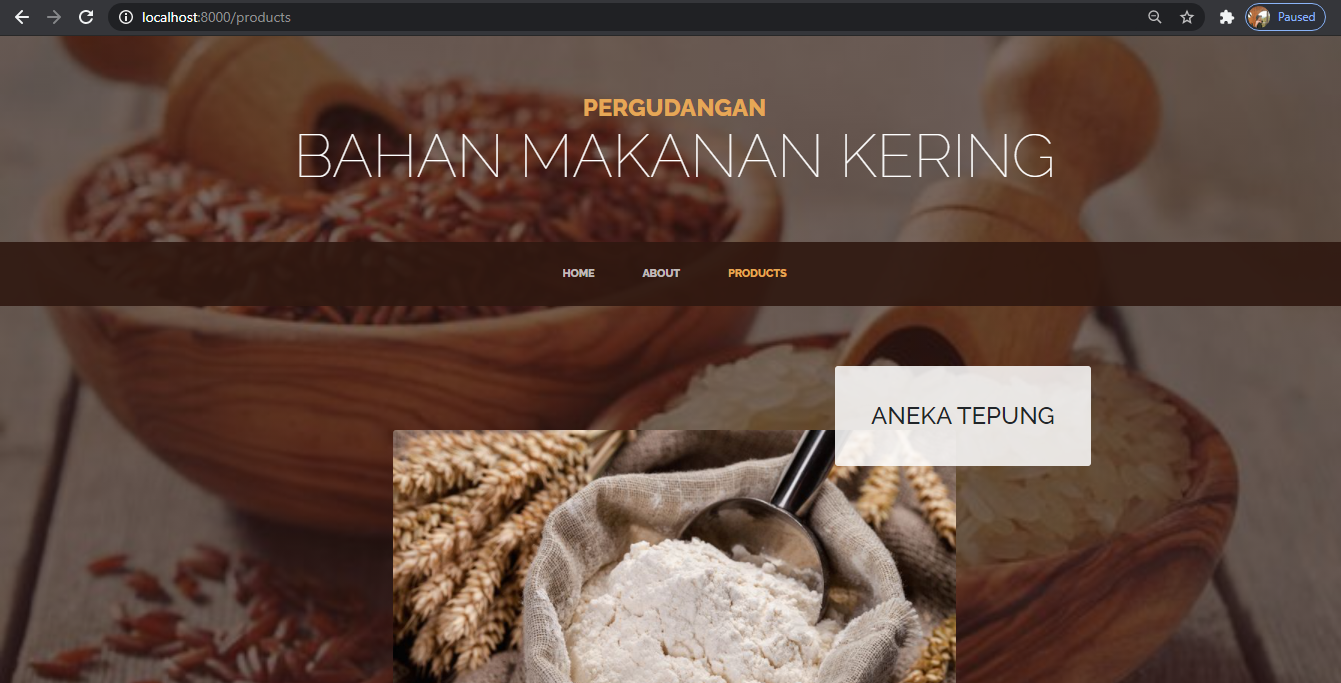 localhost:8000/products
Paused
PERGUDANGAN
BAHAN MAKANAN KERING
HOME ABOUT PRODUCTS
ANEKA TEPUNG